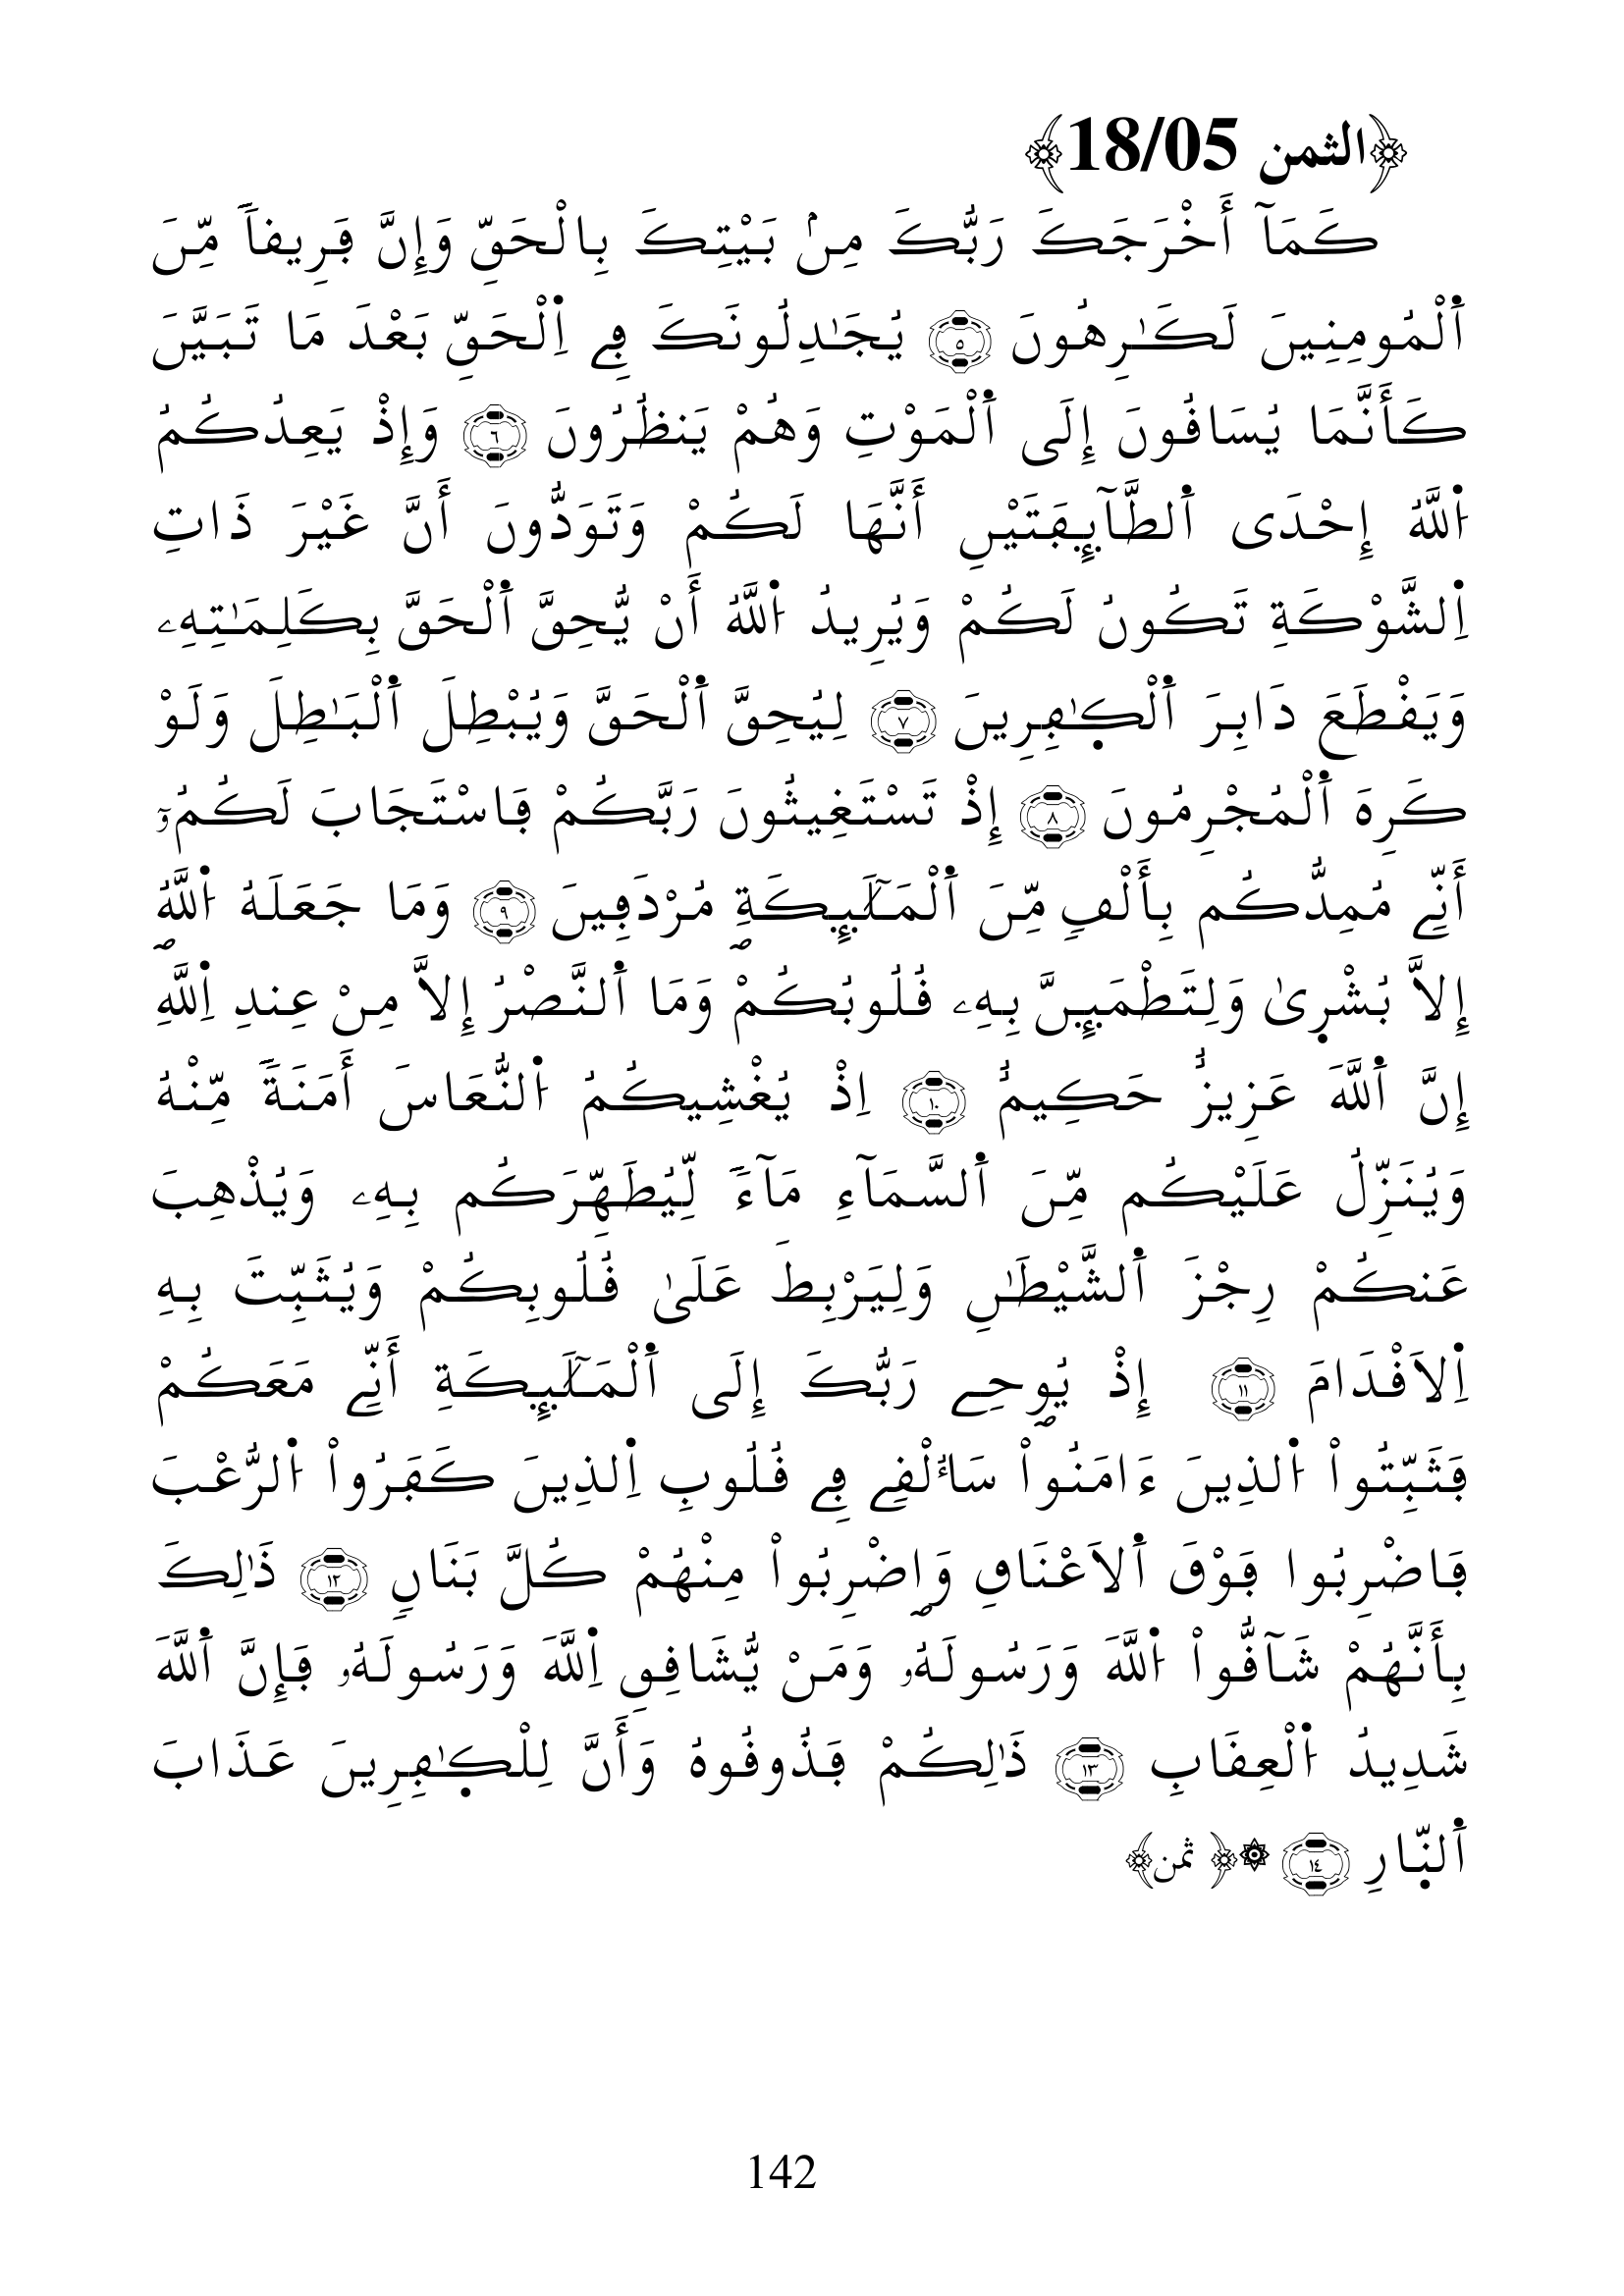 ﴿الثمن 18/05﴾
كَمَآ أَخْرَجَكَ رَبُّكَ مِنۢ بَيْتِكَ بِالْحَقِّ وَإِنَّ فَرِيقاٗ مِّنَ
اَ۬لْمُومِنِينَ لَكَٰرِهُونَ ٥ يُجَٰدِلُونَكَ فِے اِ۬لْحَقِّ بَعْدَ مَا تَبَيَّنَ
كَأَنَّمَا يُسَاقُونَ إِلَى اَ۬لْمَوْتِ وَهُمْ يَنظُرُونَ ٦ وَإِذْ يَعِدُكُمُ
اُ۬للَّهُ إِحْدَى اَ۬لطَّآئِفَتَيْنِ أَنَّهَا لَكُمْ وَتَوَدُّونَ أَنَّ غَيْرَ ذَاتِ
اِ۬لشَّوْكَةِ تَكُونُ لَكُمْ وَيُرِيدُ اُ۬للَّهُ أَنْ يُّحِقَّ اَ۬لْحَقَّ بِكَلِمَٰتِهِۦ
وَيَقْطَعَ دَابِرَ اَ۬لْكٰ۪فِرِينَ ٧ لِيُحِقَّ اَ۬لْحَقَّ وَيُبْطِلَ اَ۬لْبَٰطِلَ وَلَوْ
كَرِهَ اَ۬لْمُجْرِمُونَ ٨ إِذْ تَسْتَغِيثُونَ رَبَّكُمْ فَاسْتَجَابَ لَكُمُۥٓ
أَنِّے مُمِدُّكُم بِأَلْفٖ مِّنَ اَ۬لْمَلَٰٓئِكَةِ مُرْدَفِينَ ٩ وَمَا جَعَلَهُ اُ۬للَّهُ
إِلاَّ بُشْر۪ىٰ وَلِتَطْمَئِنَّ بِهِۦ قُلُوبُكُمْ وَمَا اَ۬لنَّصْرُ إِلاَّ مِنْ عِندِ اِ۬للَّهِ
إِنَّ اَ۬للَّهَ عَزِيزٌ حَكِيمٌ ١٠ اِذْ يُغْشِيكُمُ اُ۬لنُّعَاسَ أَمَنَةٗ مِّنْهُ
وَيُنَزِّلُ عَلَيْكُم مِّنَ اَ۬لسَّمَآءِ مَآءٗ لِّيُطَهِّرَكُم بِهِۦ وَيُذْهِبَ
عَنكُمْ رِجْزَ اَ۬لشَّيْطَٰنِ وَلِيَرْبِطَ عَلَىٰ قُلُوبِكُمْ وَيُثَبِّتَ بِهِ
اِ۬لاَقْدَامَ ١١ إِذْ يُوحِے رَبُّكَ إِلَى اَ۬لْمَلَٰٓئِكَةِ أَنِّے مَعَكُمْ
فَثَبِّتُواْ اُ۬لذِينَ ءَامَنُواْ سَأُلْقِے فِے قُلُوبِ اِ۬لذِينَ كَفَرُواْ اُ۬لرُّعْبَ
فَاضْرِبُوا فَوْقَ اَ۬لاَعْنَاقِ وَاضْرِبُواْ مِنْهُمْ كُلَّ بَنَانٖ ١٢ ذَٰلِكَ
بِأَنَّهُمْ شَآقُّواْ اُ۬للَّهَ وَرَسُولَهُۥ وَمَنْ يُّشَاقِقِ اِ۬للَّهَ وَرَسُولَهُۥ فَإِنَّ اَ۬للَّهَ
شَدِيدُ اُ۬لْعِقَابِ ١٣ ذَٰلِكُمْ فَذُوقُوهُ وَأَنَّ لِلْكٰ۪فِرِينَ عَذَابَ
اَ۬لنّ۪ارِ ١٤ ۞﴿ ثمن﴾
142